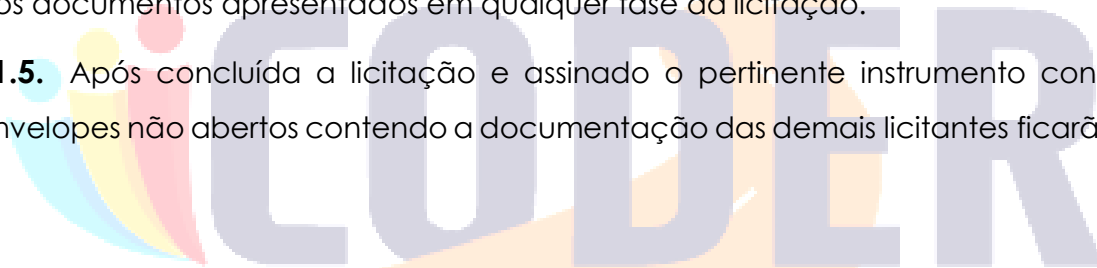 os documentos apresentados em qualquer fase da licitação.
1.5. Após concluída a licitação e assinado o pertinente instrumento con
nvelopes não abertos contendo a documentação das demais licitantes ficarã
CODER